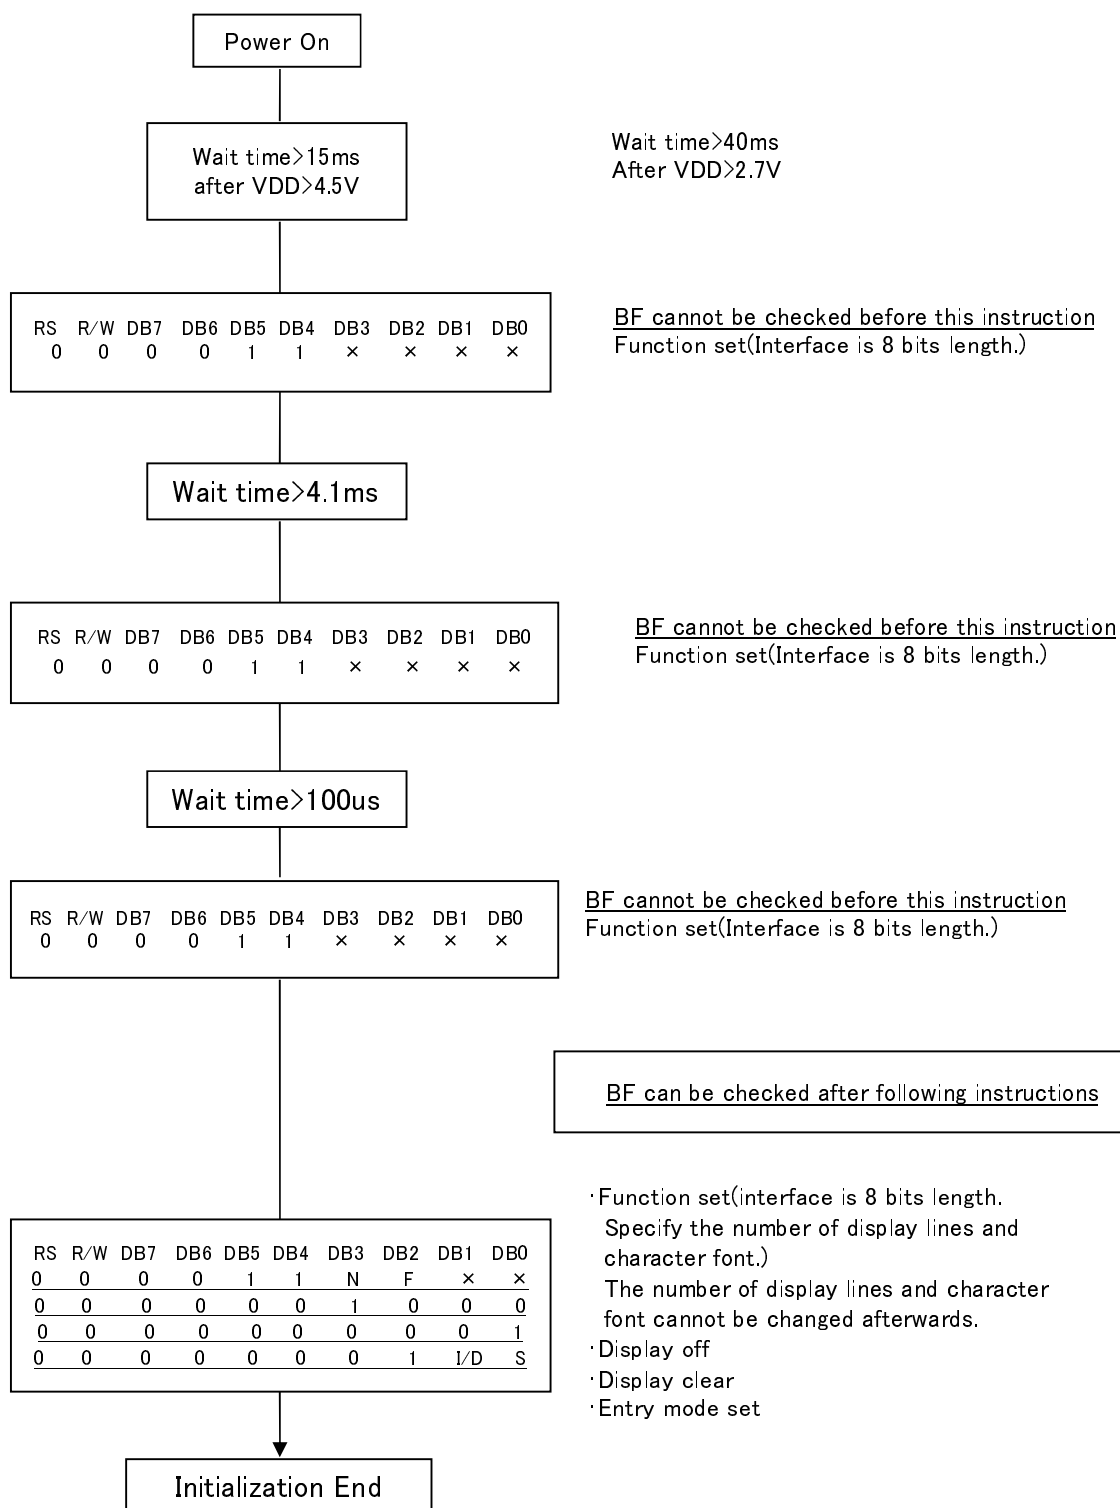 Power On
Wait time>15ms
after VDD>4.5V
Wait time>40ms
After VDD>2.7V
RS R/W DB7 DB6 DB5 DB4 DB3 DB2 DB1 DB0
0 0 0 0 1 1 × × × ×
BF cannot be checked before this instruction
Function set(Interface is 8 bits length.)
Wait time>4.1ms
RS R/W DB7 DB6 DB5 DB4 DB3 DB2 DB1 DB0
0 0 0 0 1 1 × × × ×
BF cannot be checked before this instruction
Function set(Interface is 8 bits length.)
Wait time>100us
RS R/W DB7 DB6 DB5 DB4 DB3 DB2 DB1 DB0
0 0 0 0 1 1 × × × ×
BF cannot be checked before this instruction
Function set(Interface is 8 bits length.)
BF can be checked after following instructions
RS R/W DB7 DB6 DB5 DB4 DB3 DB2 DB1 DB0
0 0 0 0 1 1 N F × ×
0 0 0 0 0 0 1 0 0 0
0 0 0 0 0 0 0 0 0 1
0 0 0 0 0 0 0 1 I/D S
･Function set(interface is 8 bits length.
Specify the number of display lines and
character font.)
The number of display lines and character
font cannot be changed afterwards.
･Display off
･Display clear
･Entry mode set
Initialization End